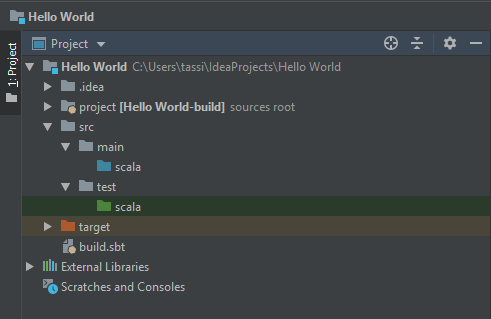 Hello World
1: Project
Project
Hello World C:\Users\tassi\IdeaProjects\Hello World
.idea
project [Hello World-build] sources root
src
main
scala
test
scala
target
build.sbt
External Libraries
Scratches and Consoles